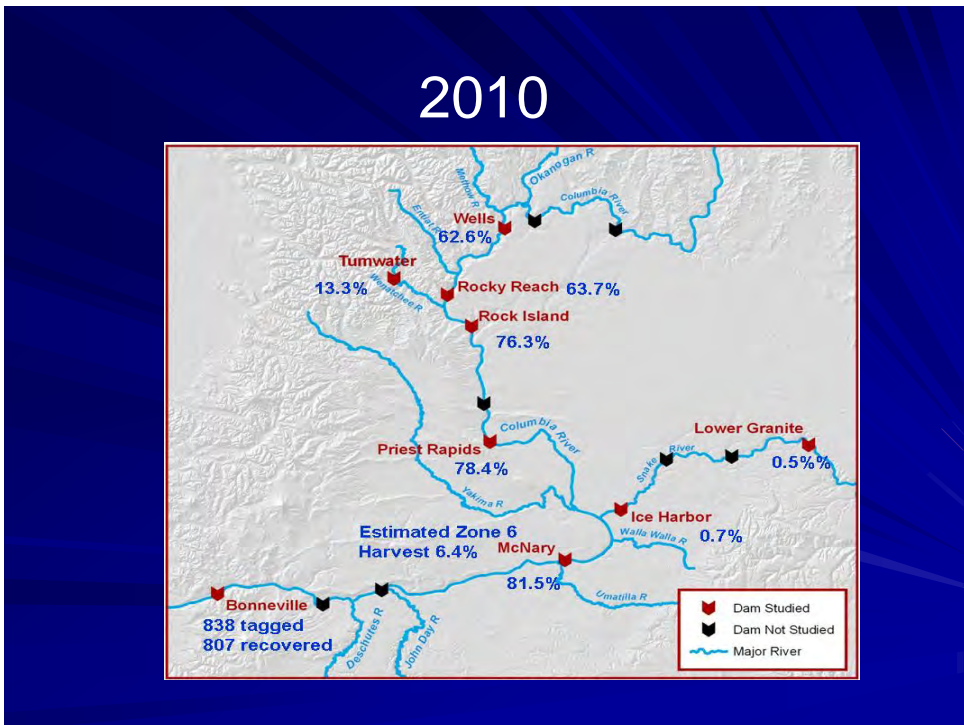 2010
Methow R
Okanogan R
Columbia River
Entiat R
Wells
62.6%
Tumwater
13.3%
Wenatchee R
Rocky Reach 63.7%
Rock Island
76.3%
Columbia River
Priest Rapids
78.4%
Lower Granite
0.5%%
Snake River
Yakima R
Ice Harbor
0.7%
Walla Walla R
Estimated Zone 6
Harvest 6.4%
McNary
81.5%
Umatilla R
Bonneville
838 tagged
807 recovered
Deschutes R
John Day R
Dam Studied
Dam Not Studied
Major River